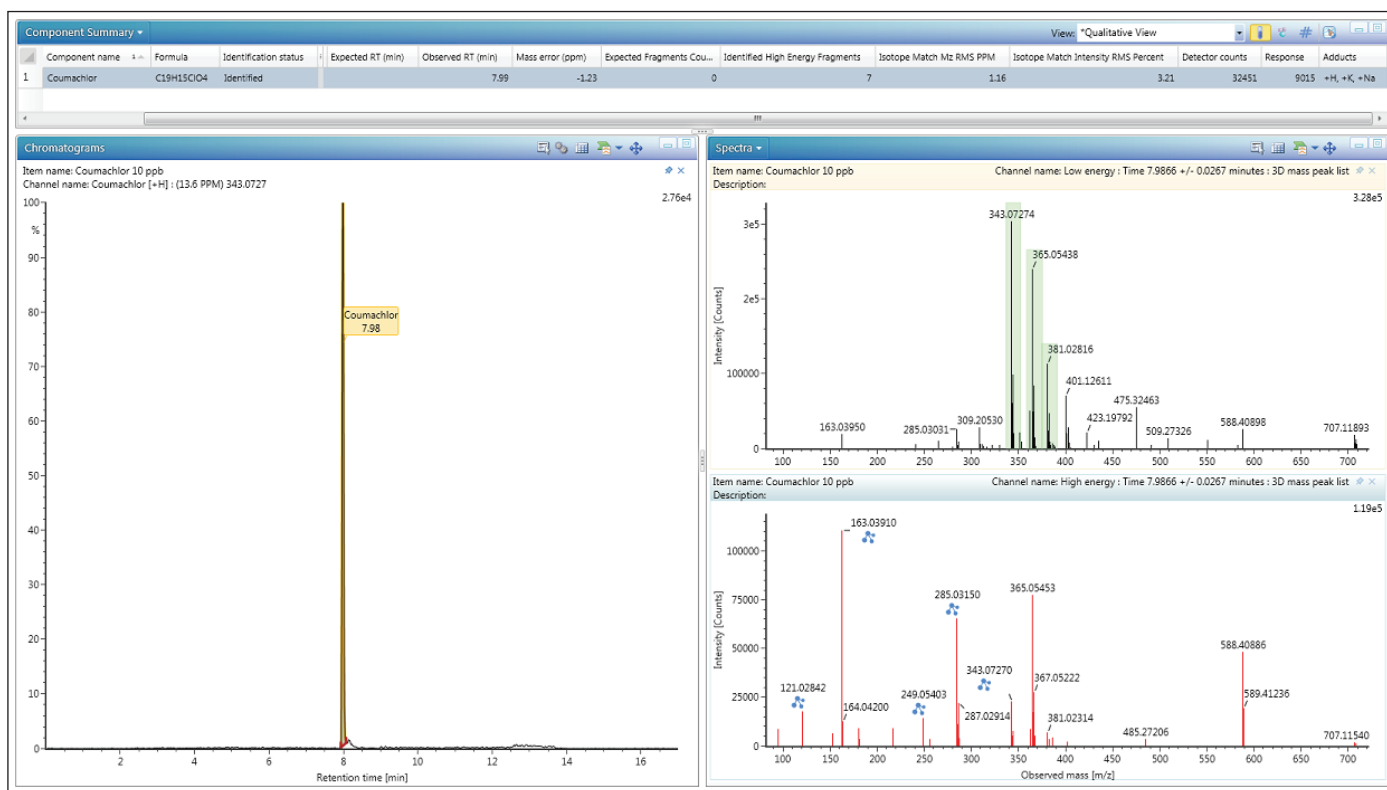 Component Summary
View: *Qualitative View
Component name 1 Formula Identification status Expected RT (min) Observed RT (min) Mass error (ppm) Expected Fragments Cou... Identified High Energy Fragments Isotope Match Mz RMS PPM Isotope Match Intensity RMS Percent Detector counts Response Adducts
1 Coumachlor C19H15ClO4 Identified 7.99 -1.23 0 7 1.16 3.21 32451 9015 +H, +K, +Na
Chromatograms
Item name: Coumachlor 10 ppb
Channel name: Coumachlor [+H] : (13.6 PPM) 343.0727
2.76e4
100
%
90
80
Coumachlor
7.98
70
60
50
40
30
20
10
0
2 4 6 8 10 12 14 16
Retention time [min]
Spectra
Item name: Coumachlor 10 ppb Channel name: Low energy : Time 7.9866 +/- 0.0267 minutes : 3D mass peak list
Description:
3.28e5
343.07274
3e5
365.05438
2e5
Intensity [Counts]
381.02816
100000
401.12611
475.32463
163.03950 285.03031 309.20530 423.19792 509.27326 588.40898 707.11893
0
100 150 200 250 300 350 400 450 500 550 600 650 700
Item name: Coumachlor 10 ppb Channel name: High energy : Time 7.9866 +/- 0.0267 minutes : 3D mass peak list
Description:
1.19e5
163.03910
100000
365.05453
285.03150
75000
Intensity [Counts]
588.40886
50000
343.07270
367.05222
121.02842
249.05403
25000
164.04200 287.02914 381.02314 589.41236
485.27206 707.11540
0
100 150 200 250 300 350 400 450 500 550 600 650 700
Observed mass [m/z]